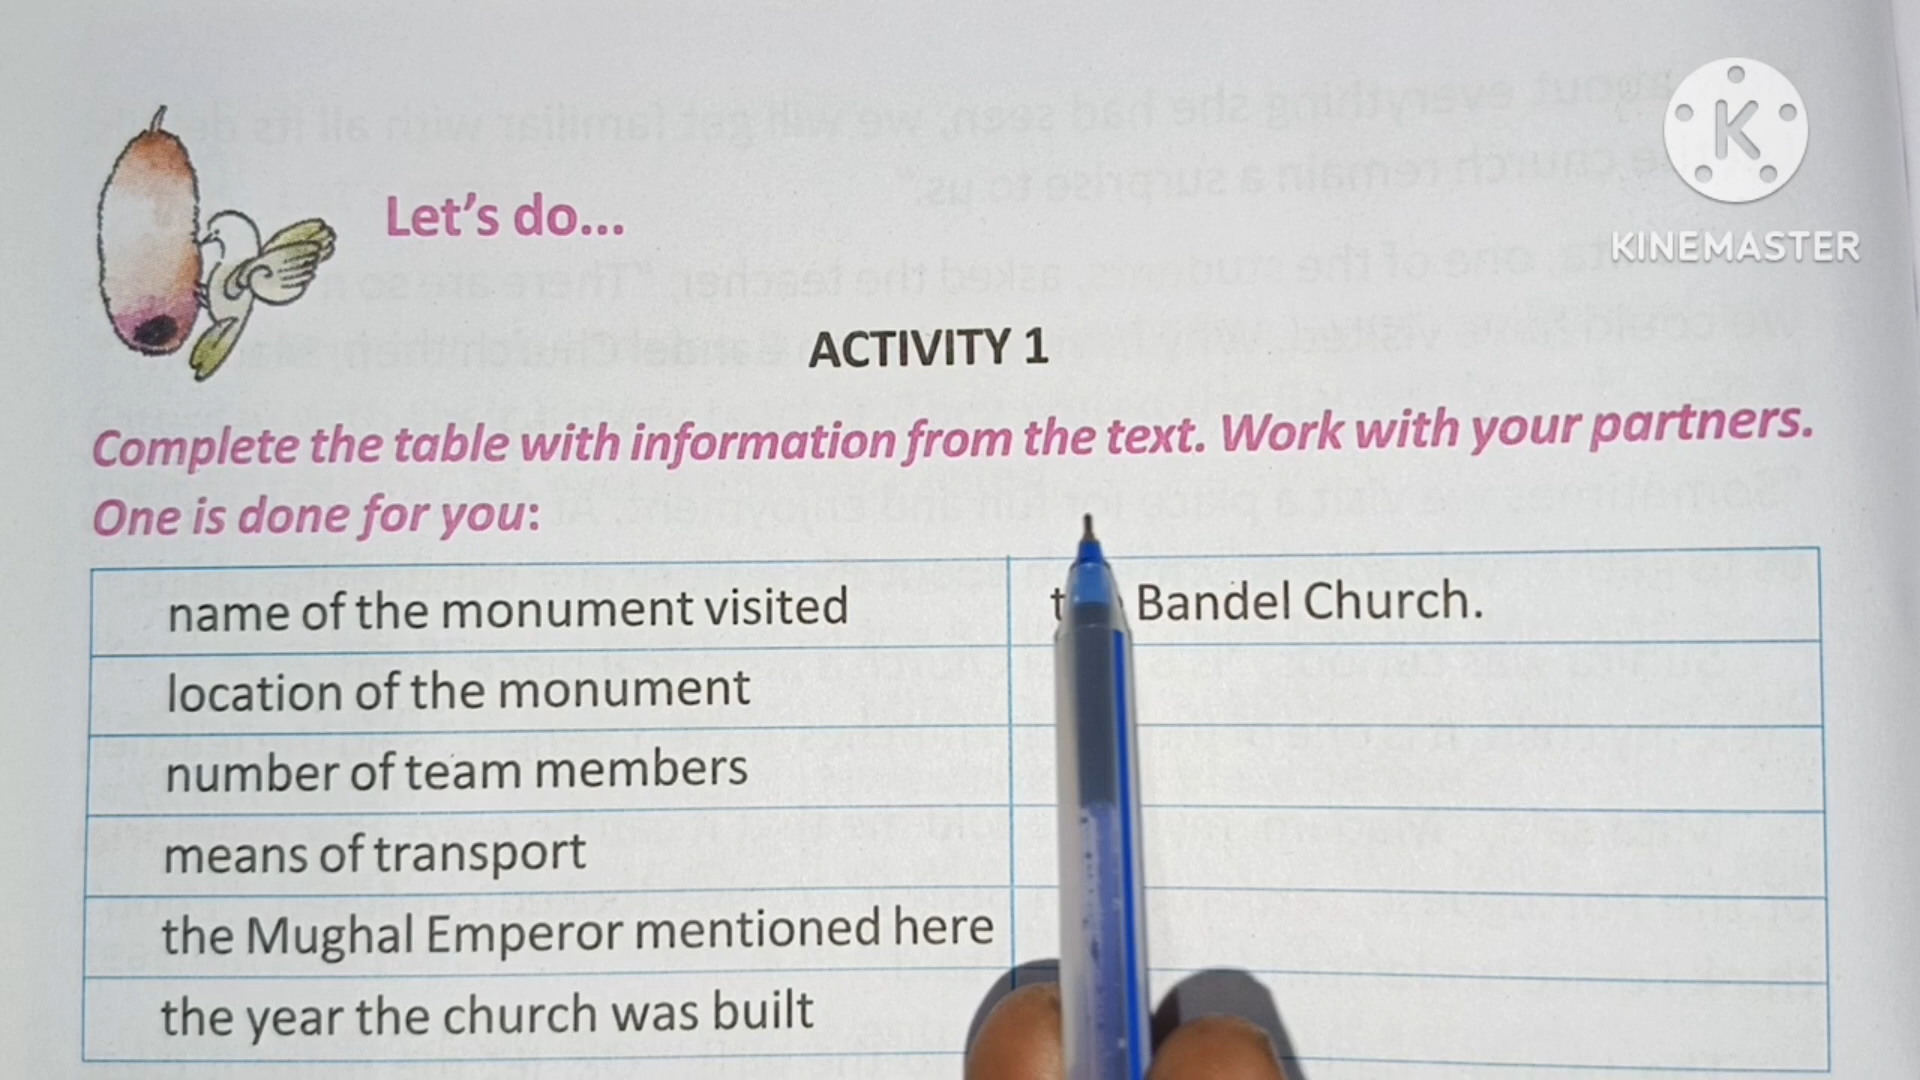 K
KINEMASTER
Let's do...
ACTIVITY 1
Complete the table with information from the text. Work with your partners.
One is done for you:
name of the monument visited
Bandel Church.
location of the monument
number of team members
means of transport
the Mughal Emperor mentioned here
the year the church was built